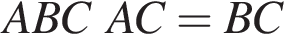 ABC AC = BC